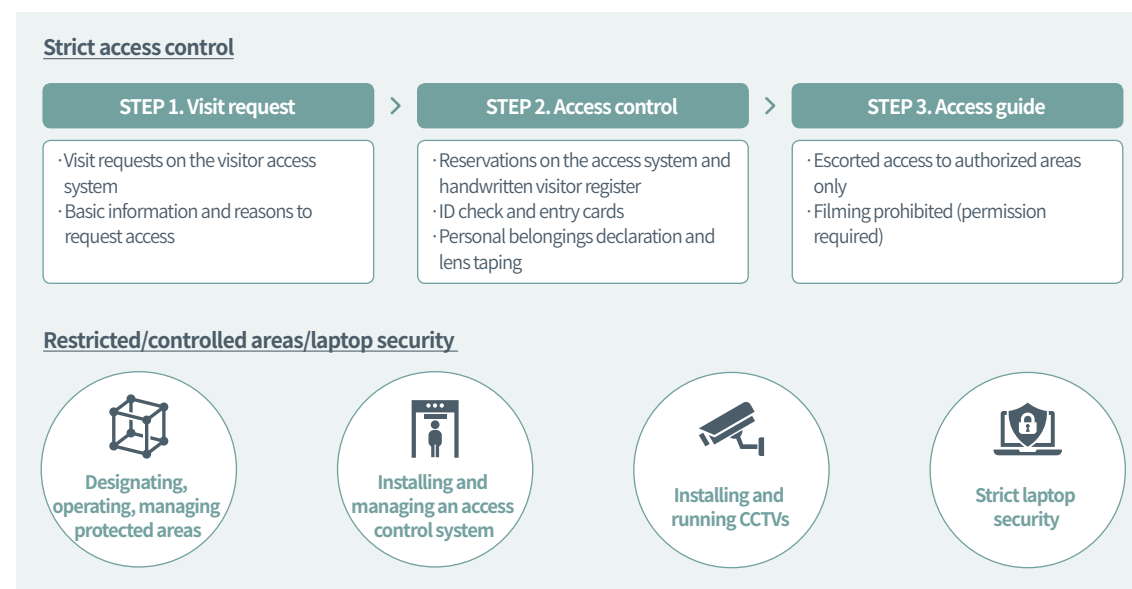 Strict access control
STEP 1. Visit request
STEP 2. Access control
STEP 3. Access guide
·Visit requests on the visitor access
system
·Basic information and reasons to
request access
·Reservations on the access system and
handwritten visitor register
·ID check and entry cards
·Personal belongings declaration and
lens taping
·Escorted access to authorized areas
only
·Filming prohibited (permission
required)
Restricted/controlled areas/laptop security
Designating,
operating, managing
protected areas
Installing and
managing an access
control system
Installing and
running CCTVs
Strict laptop
security